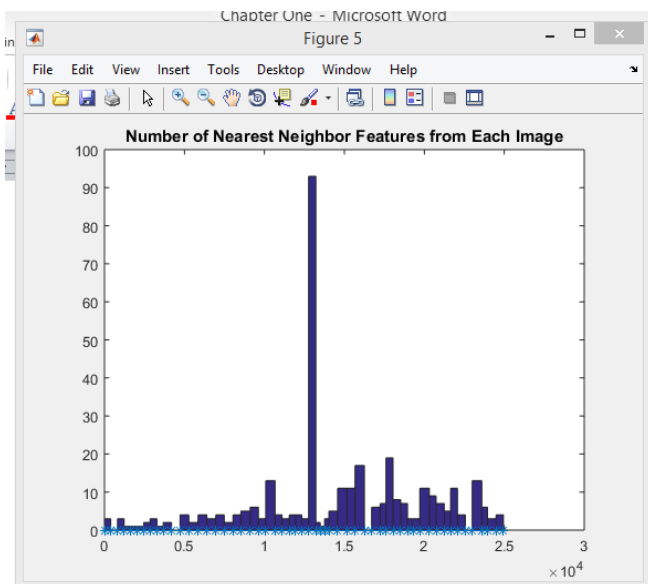 Chapter One - Microsoft Word
in
Figure 5
File Edit View Insert Tools Desktop Window Help
A
Number of Nearest Neighbor Features from Each Image
100
90
80
70
60
50
40
30
20
10
0
0 0.5 1 1.5 2 2.5 3
×10⁴